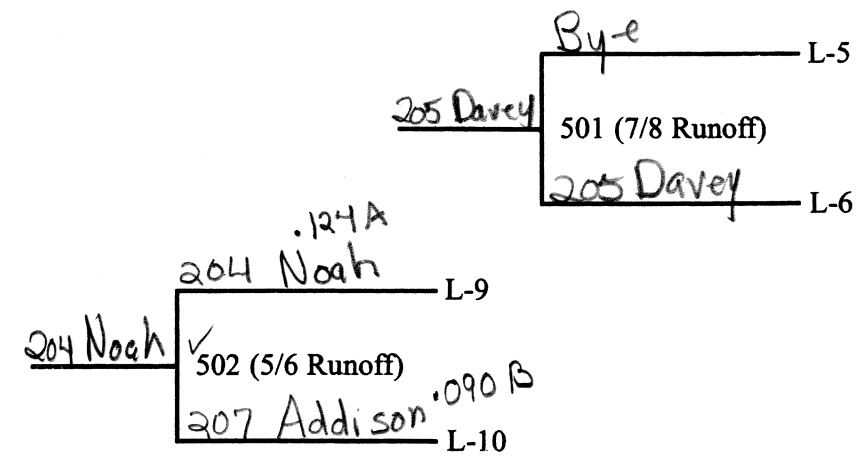 Bye
L-5
205 Davey
501 (7/8 Runoff)
205 Davey
L-6
.124 A
204 Noah
L-9
204 Noah
✓
502 (5/6 Runoff)
.090 B
207 Addison
L-10